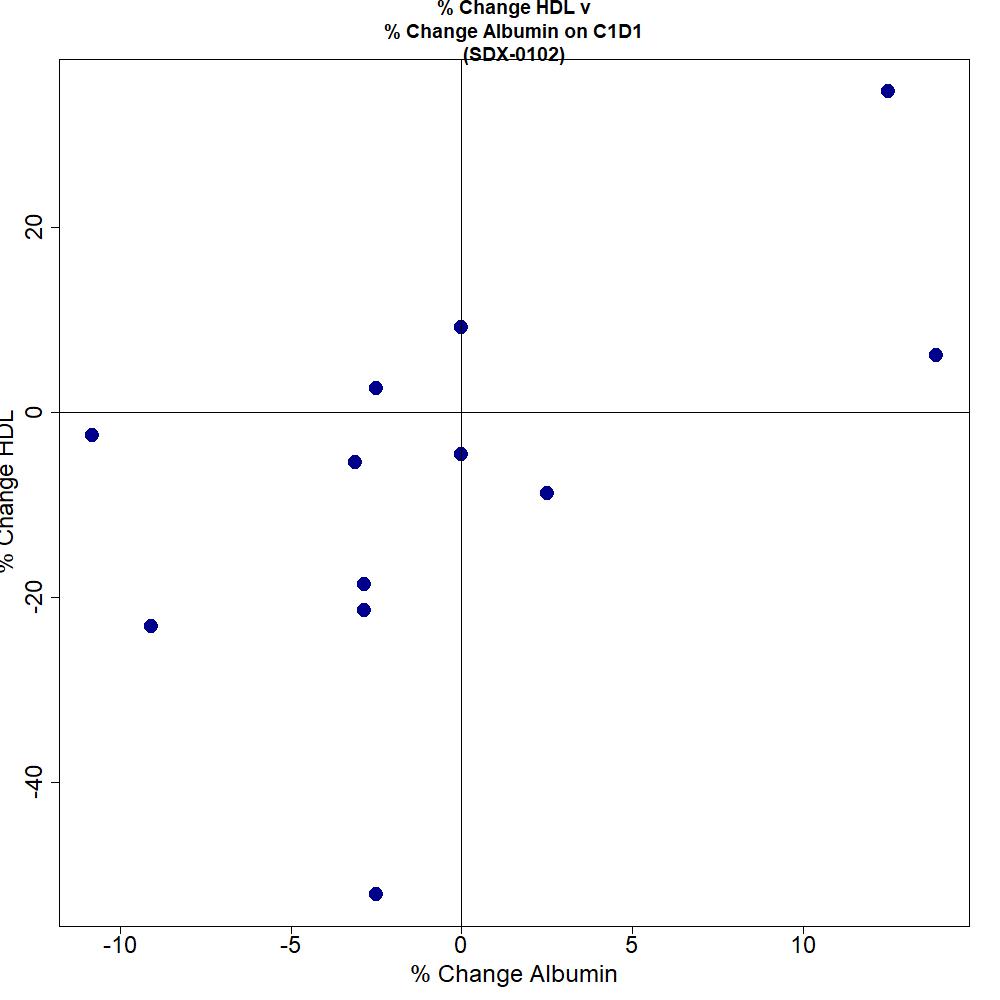 % Change HDL v
% Change Albumin on C1D1
(SDX-0102)
% Change HDL
20
0
-20
-40
-10
-5
0
5
10
% Change Albumin